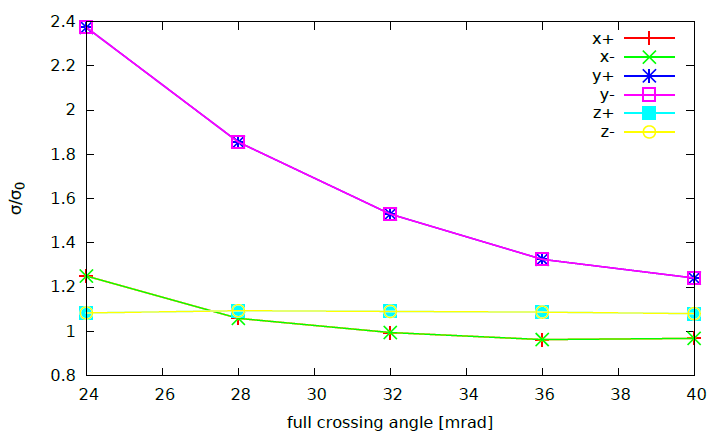 2.4
2.2
2
1.8
1.6
1.4
1.2
1
0.8
σ/σ0
24
26
28
30
32
34
36
38
40
full crossing angle [mrad]
x+
x-
y+
y-
z+
z-